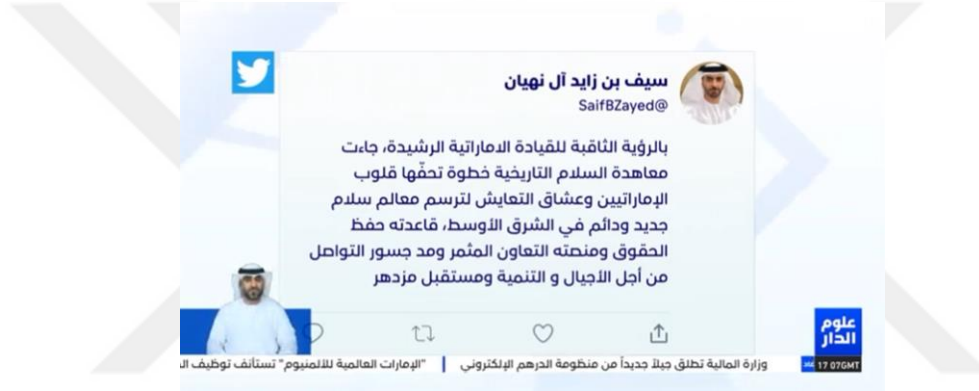 سيف بن زايد آل نهيان
@SaifBZayed
بالرؤية الثاقبة للقيادة الاماراتية الرشيدة، جاءت
معاهدة السلام التاريخية خطوة تحفّها قلوب
الإماراتيين وعشاق التعايش لترسم معالم سلام
جديد ودائم في الشرق الأوسط، قاعدته حفظ
الحقوق ومنصته التعاون المثمر ومد جسور التواصل
من أجل الأجيال و التنمية ومستقبل مزدهر
علوم
الدار
17 07GMT
وزارة المالية تطلق جيلاً جديداً من منظومة الدرهم الإلكتروني
"الإمارات العالمية للألمنيوم" تستأنف توظيف